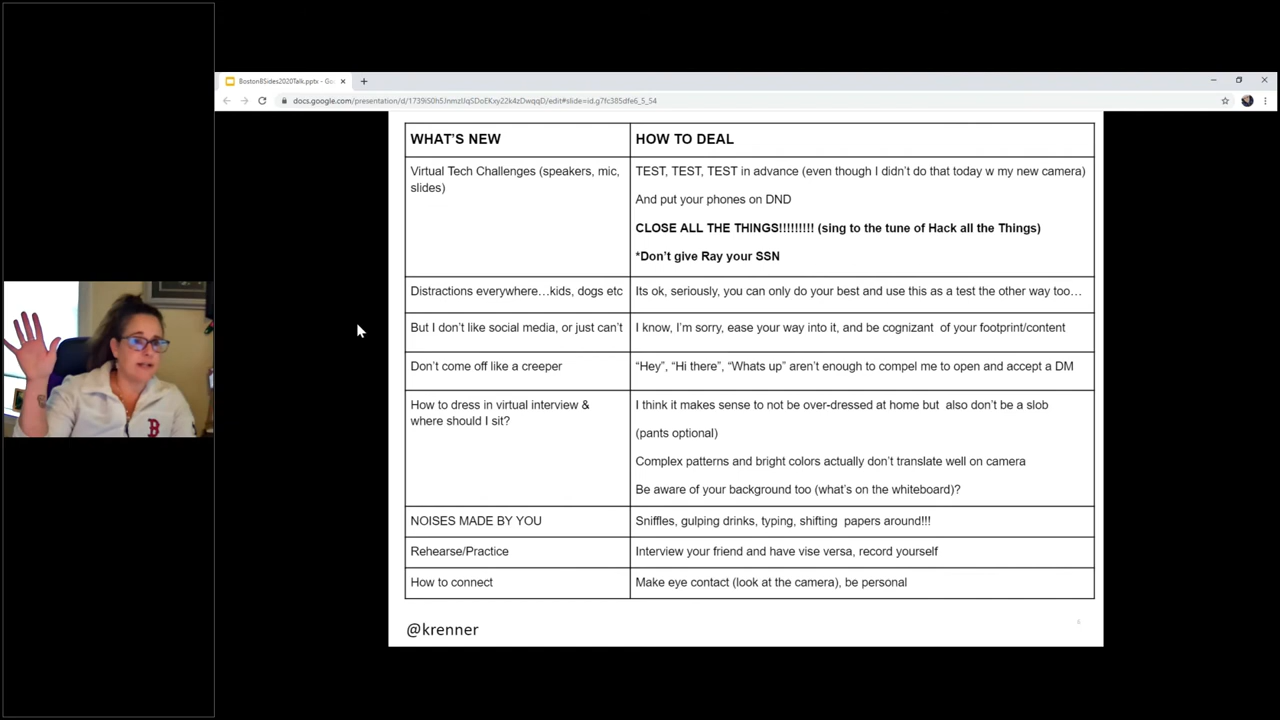 BostonBSides2020Talk.pptx - Go
WHAT'S NEW
HOW TO DEAL
Virtual Tech Challenges (speakers, mic,
slides)
TEST, TEST, TEST in advance (even though I didn't do that today w my new camera)
And put your phones on DND
CLOSE ALL THE THINGS!!!!!!!!! (sing to the tune of Hack all the Things)
*Don't give Ray your SSN
Distractions everywhere…kids, dogs etc
Its ok, seriously, you can only do your best and use this as a test the other way too…
But I don't like social media, or just can't
I know, I'm sorry, ease your way into it, and be cognizant of your footprint/content
Don't come off like a creeper
"Hey", "Hi there", "Whats up" aren't enough to compel me to open and accept a DM
How to dress in virtual interview &
where should I sit?
I think it makes sense to not be over-dressed at home but also don't be a slob
(pants optional)
Complex patterns and bright colors actually don't translate well on camera
Be aware of your background too (what's on the whiteboard)?
NOISES MADE BY YOU
Sniffles, gulping drinks, typing, shifting papers around!!!
Rehearse/Practice
Interview your friend and have vise versa, record yourself
How to connect
Make eye contact (look at the camera), be personal
@krenner
B